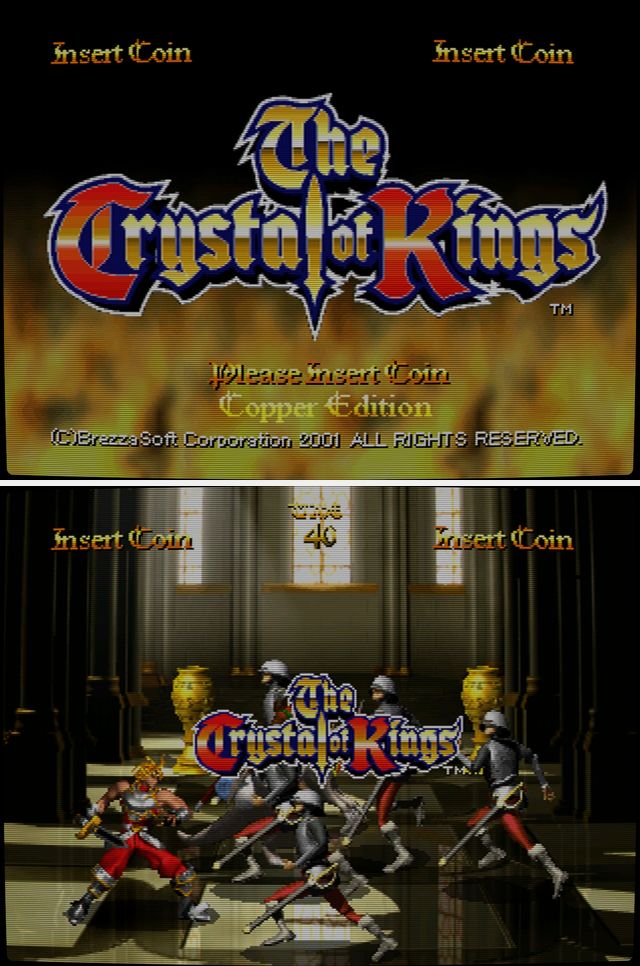 Insert Coin
Insert Coin
The
Crystal of Kings
TM
Please Insert Coin
Copper Edition
(C)BrezzaSoft Corporation 2001 ALL RIGHTS RESERVED.
Insert Coin
Time
40
Insert Coin
The
Crystal of Kings
TM